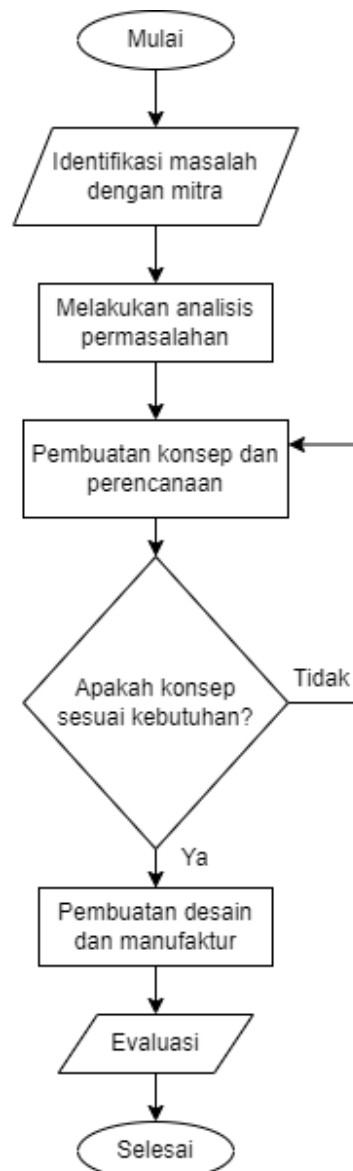 Mulai
Identifikasi masalah
dengan mitra
Melakukan analisis
permasalahan
Pembuatan konsep dan
perencanaan
Apakah konsep
sesuai kebutuhan?
Tidak
Ya
Pembuatan desain
dan manufaktur
Evaluasi
Selesai